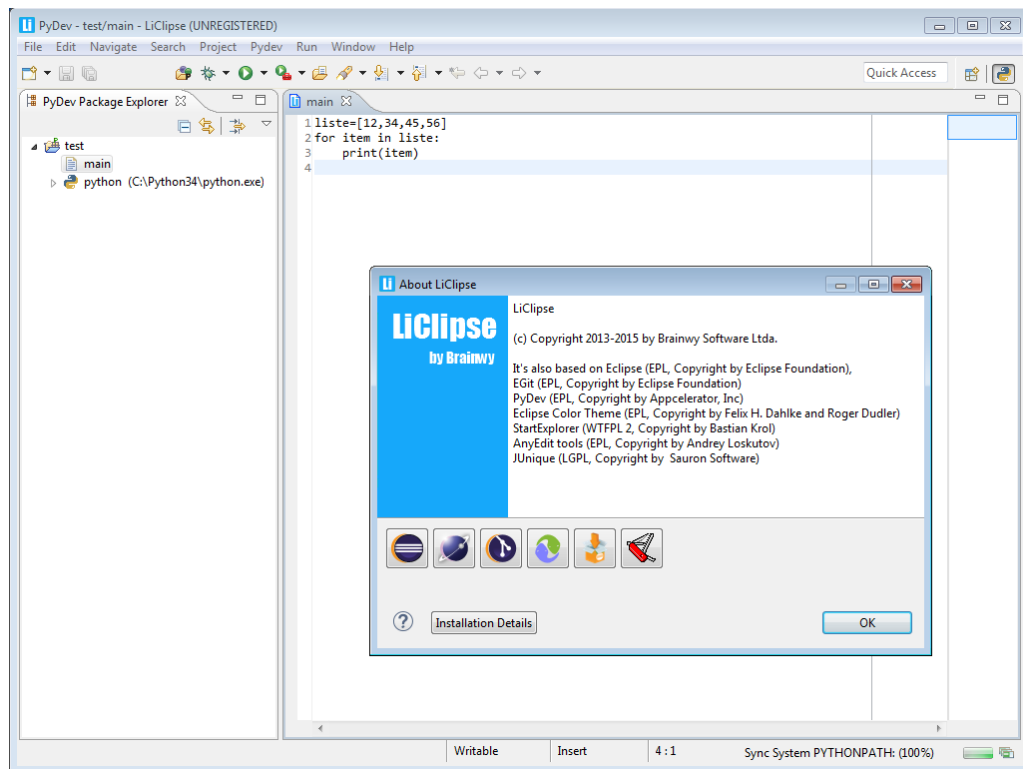 PyDev - test/main - LiClipse (UNREGISTERED)
File Edit Navigate Search Project Pydev Run Window Help
Quick Access
PyDev Package Explorer
main
test
main
python (C:\Python34\python.exe)
1 liste=[12,34,45,56]
2 for item in liste:
3     print(item)
4
About LiClipse
LiClipse
by Brainwy
LiClipse
(c) Copyright 2013-2015 by Brainwy Software Ltda.
It's also based on Eclipse (EPL, Copyright by Eclipse Foundation),
EGit (EPL, Copyright by Eclipse Foundation)
PyDev (EPL, Copyright by Appcelerator, Inc)
Eclipse Color Theme (EPL, Copyright by Felix H. Dahlke and Roger Dudler)
StartExplorer (WTFPL 2, Copyright by Bastian Krol)
AnyEdit tools (EPL, Copyright by Andrey Loskutov)
JUnique (LGPL, Copyright by  Sauron Software)
Installation Details
OK
Writable
Insert
4 : 1
Sync System PYTHONPATH: (100%)